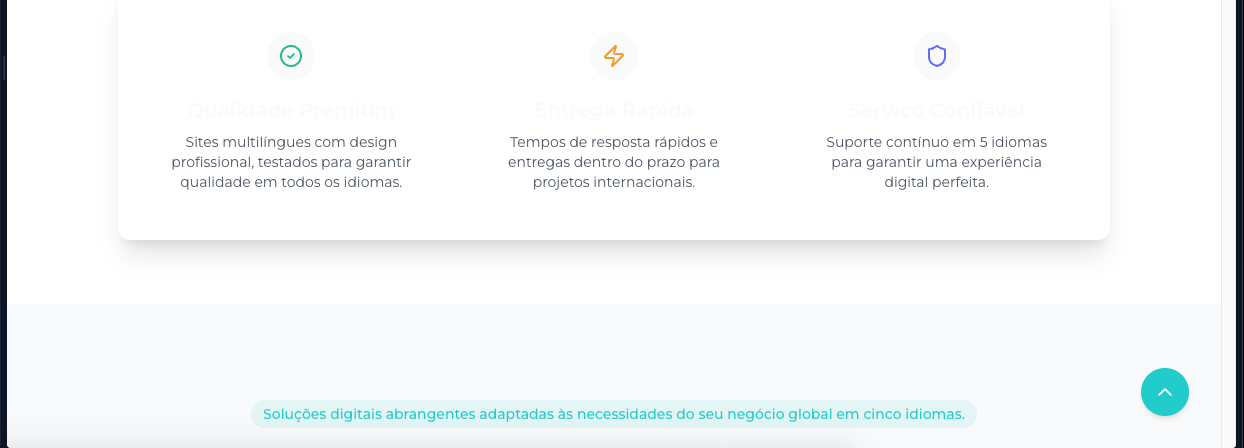 Qualidade Premium
Sites multilíngues com design
profissional, testados para garantir
qualidade em todos os idiomas.
Entrega Rápida
Tempos de resposta rápidos e
entregas dentro do prazo para
projetos internacionais.
Serviço Confiável
Suporte contínuo em 5 idiomas
para garantir uma experiência
digital perfeita.
Soluções digitais abrangentes adaptadas às necessidades do seu negócio global em cinco idiomas.